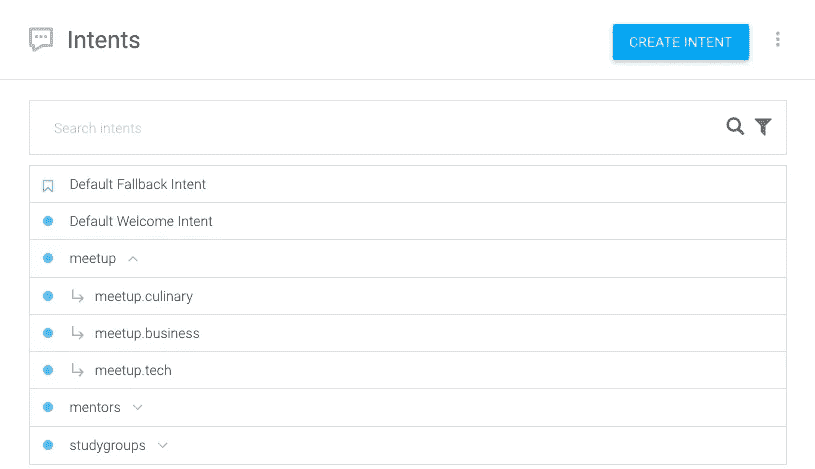 Intents
CREATE INTENT
Search intents
Default Fallback Intent
Default Welcome Intent
meetup
meetup.culinary
meetup.business
meetup.tech
mentors
studygroups